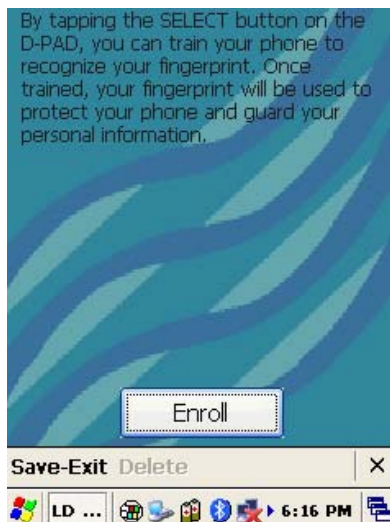 By tapping the SELECT button on the
D-PAD, you can train your phone to
recognize your fingerprint. Once
trained, your fingerprint will be used to
protect your phone and guard your
personal information.
Enroll
Save-Exit Delete
LD ... 6:16 PM